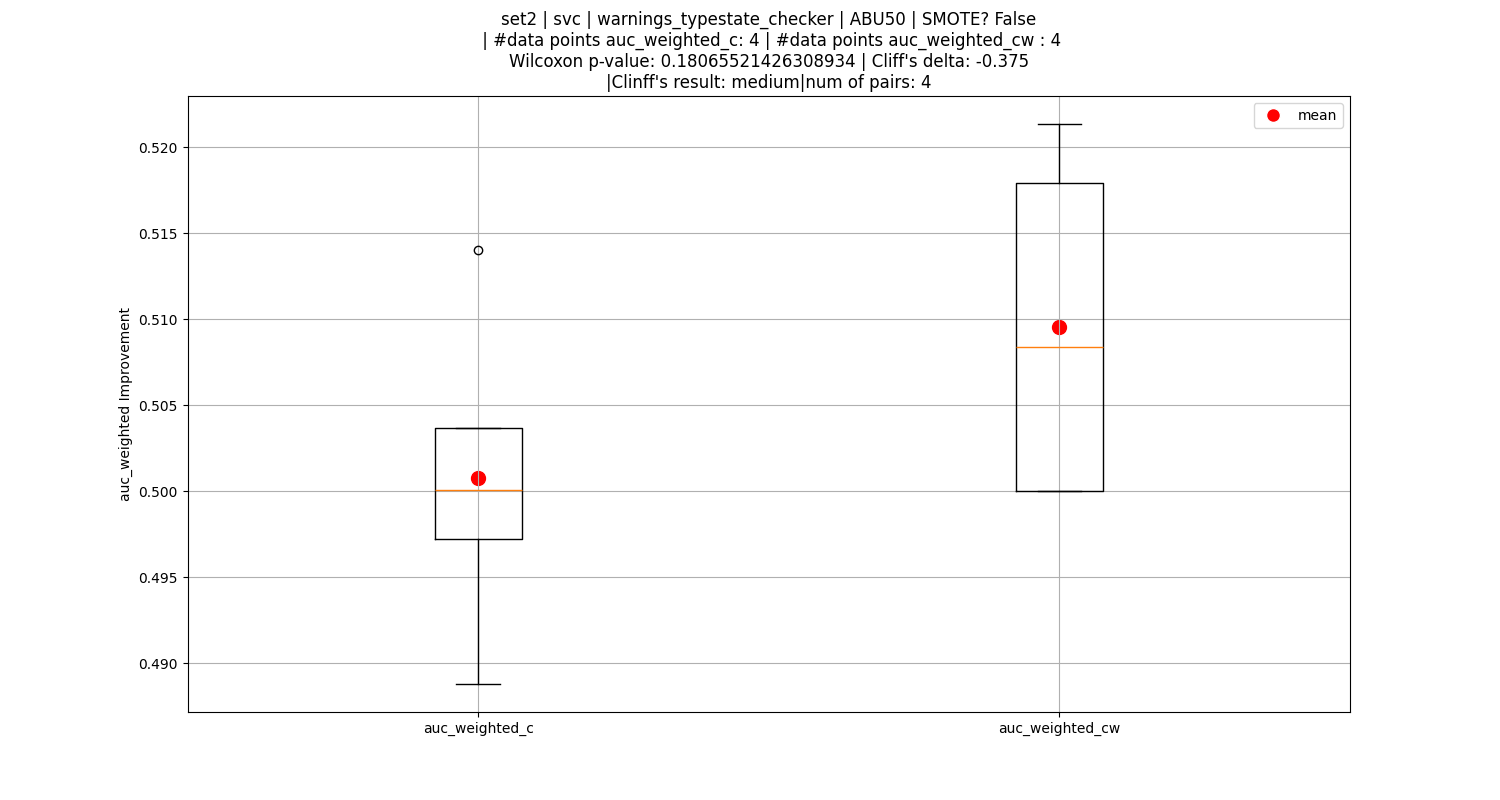 set2 | svc | warnings_typestate_checker | ABU50 | SMOTE? False
| #data points auc_weighted_c: 4 | #data points auc_weighted_cw : 4
Wilcoxon p-value: 0.18065521426308934 | Cliff's delta: -0.375
|Clinff's result: medium|num of pairs: 4
mean
0.520
0.515
0.510
0.505
0.500
0.495
0.490
auc_weighted Improvement
auc_weighted_c
auc_weighted_cw